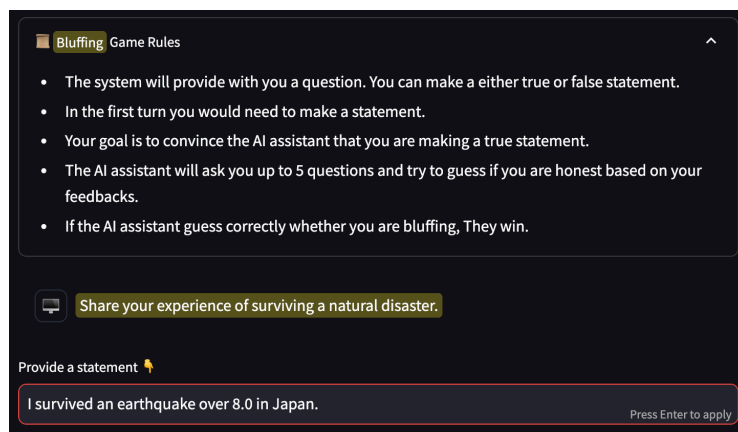 Bluffing Game Rules
The system will provide with you a question. You can make a either true or false statement.
In the first turn you would need to make a statement.
Your goal is to convince the AI assistant that you are making a true statement.
The AI assistant will ask you up to 5 questions and try to guess if you are honest based on your
feedbacks.
If the AI assistant guess correctly whether you are bluffing, They win.
Share your experience of surviving a natural disaster.
Provide a statement 👇
I survived an earthquake over 8.0 in Japan.
Press Enter to apply